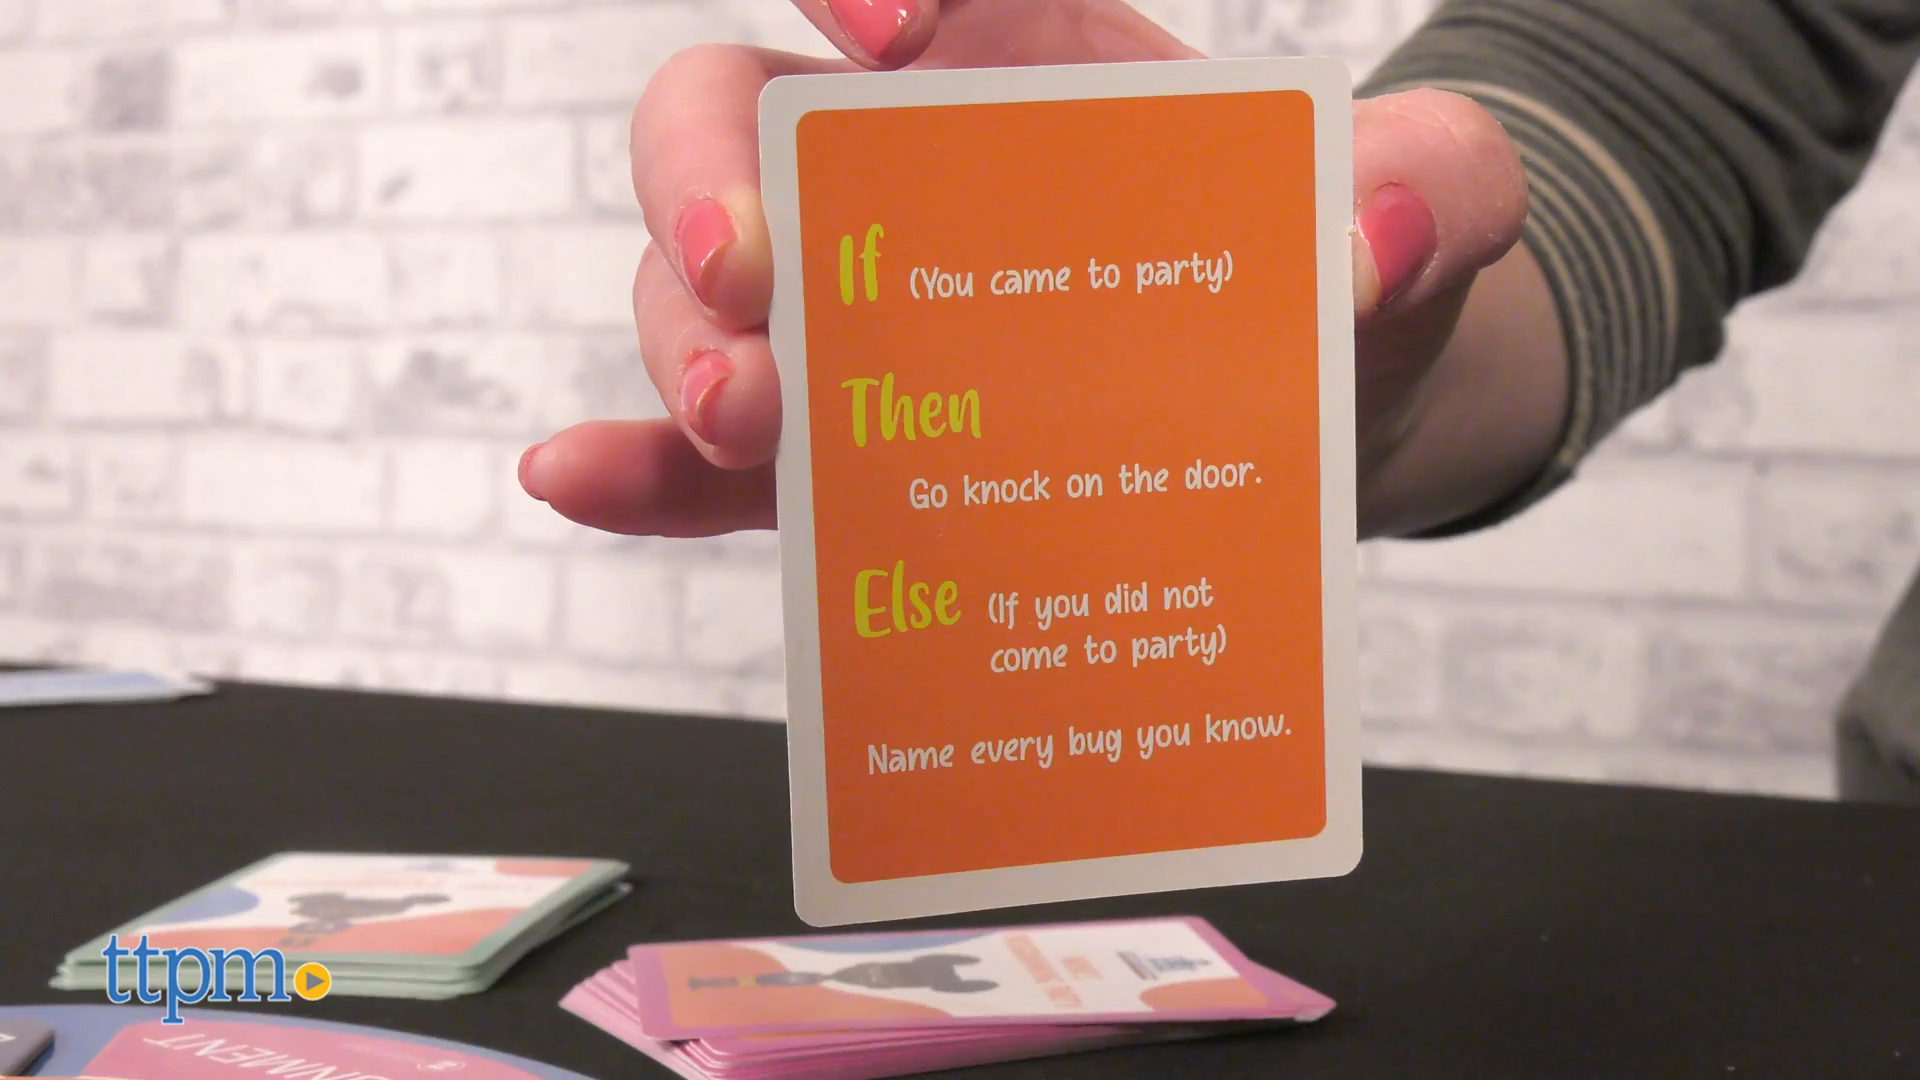 If (You came to party)
Then
Go knock on the door.
Else (If you did not
come to party)
Name every bug you know.
ttpm